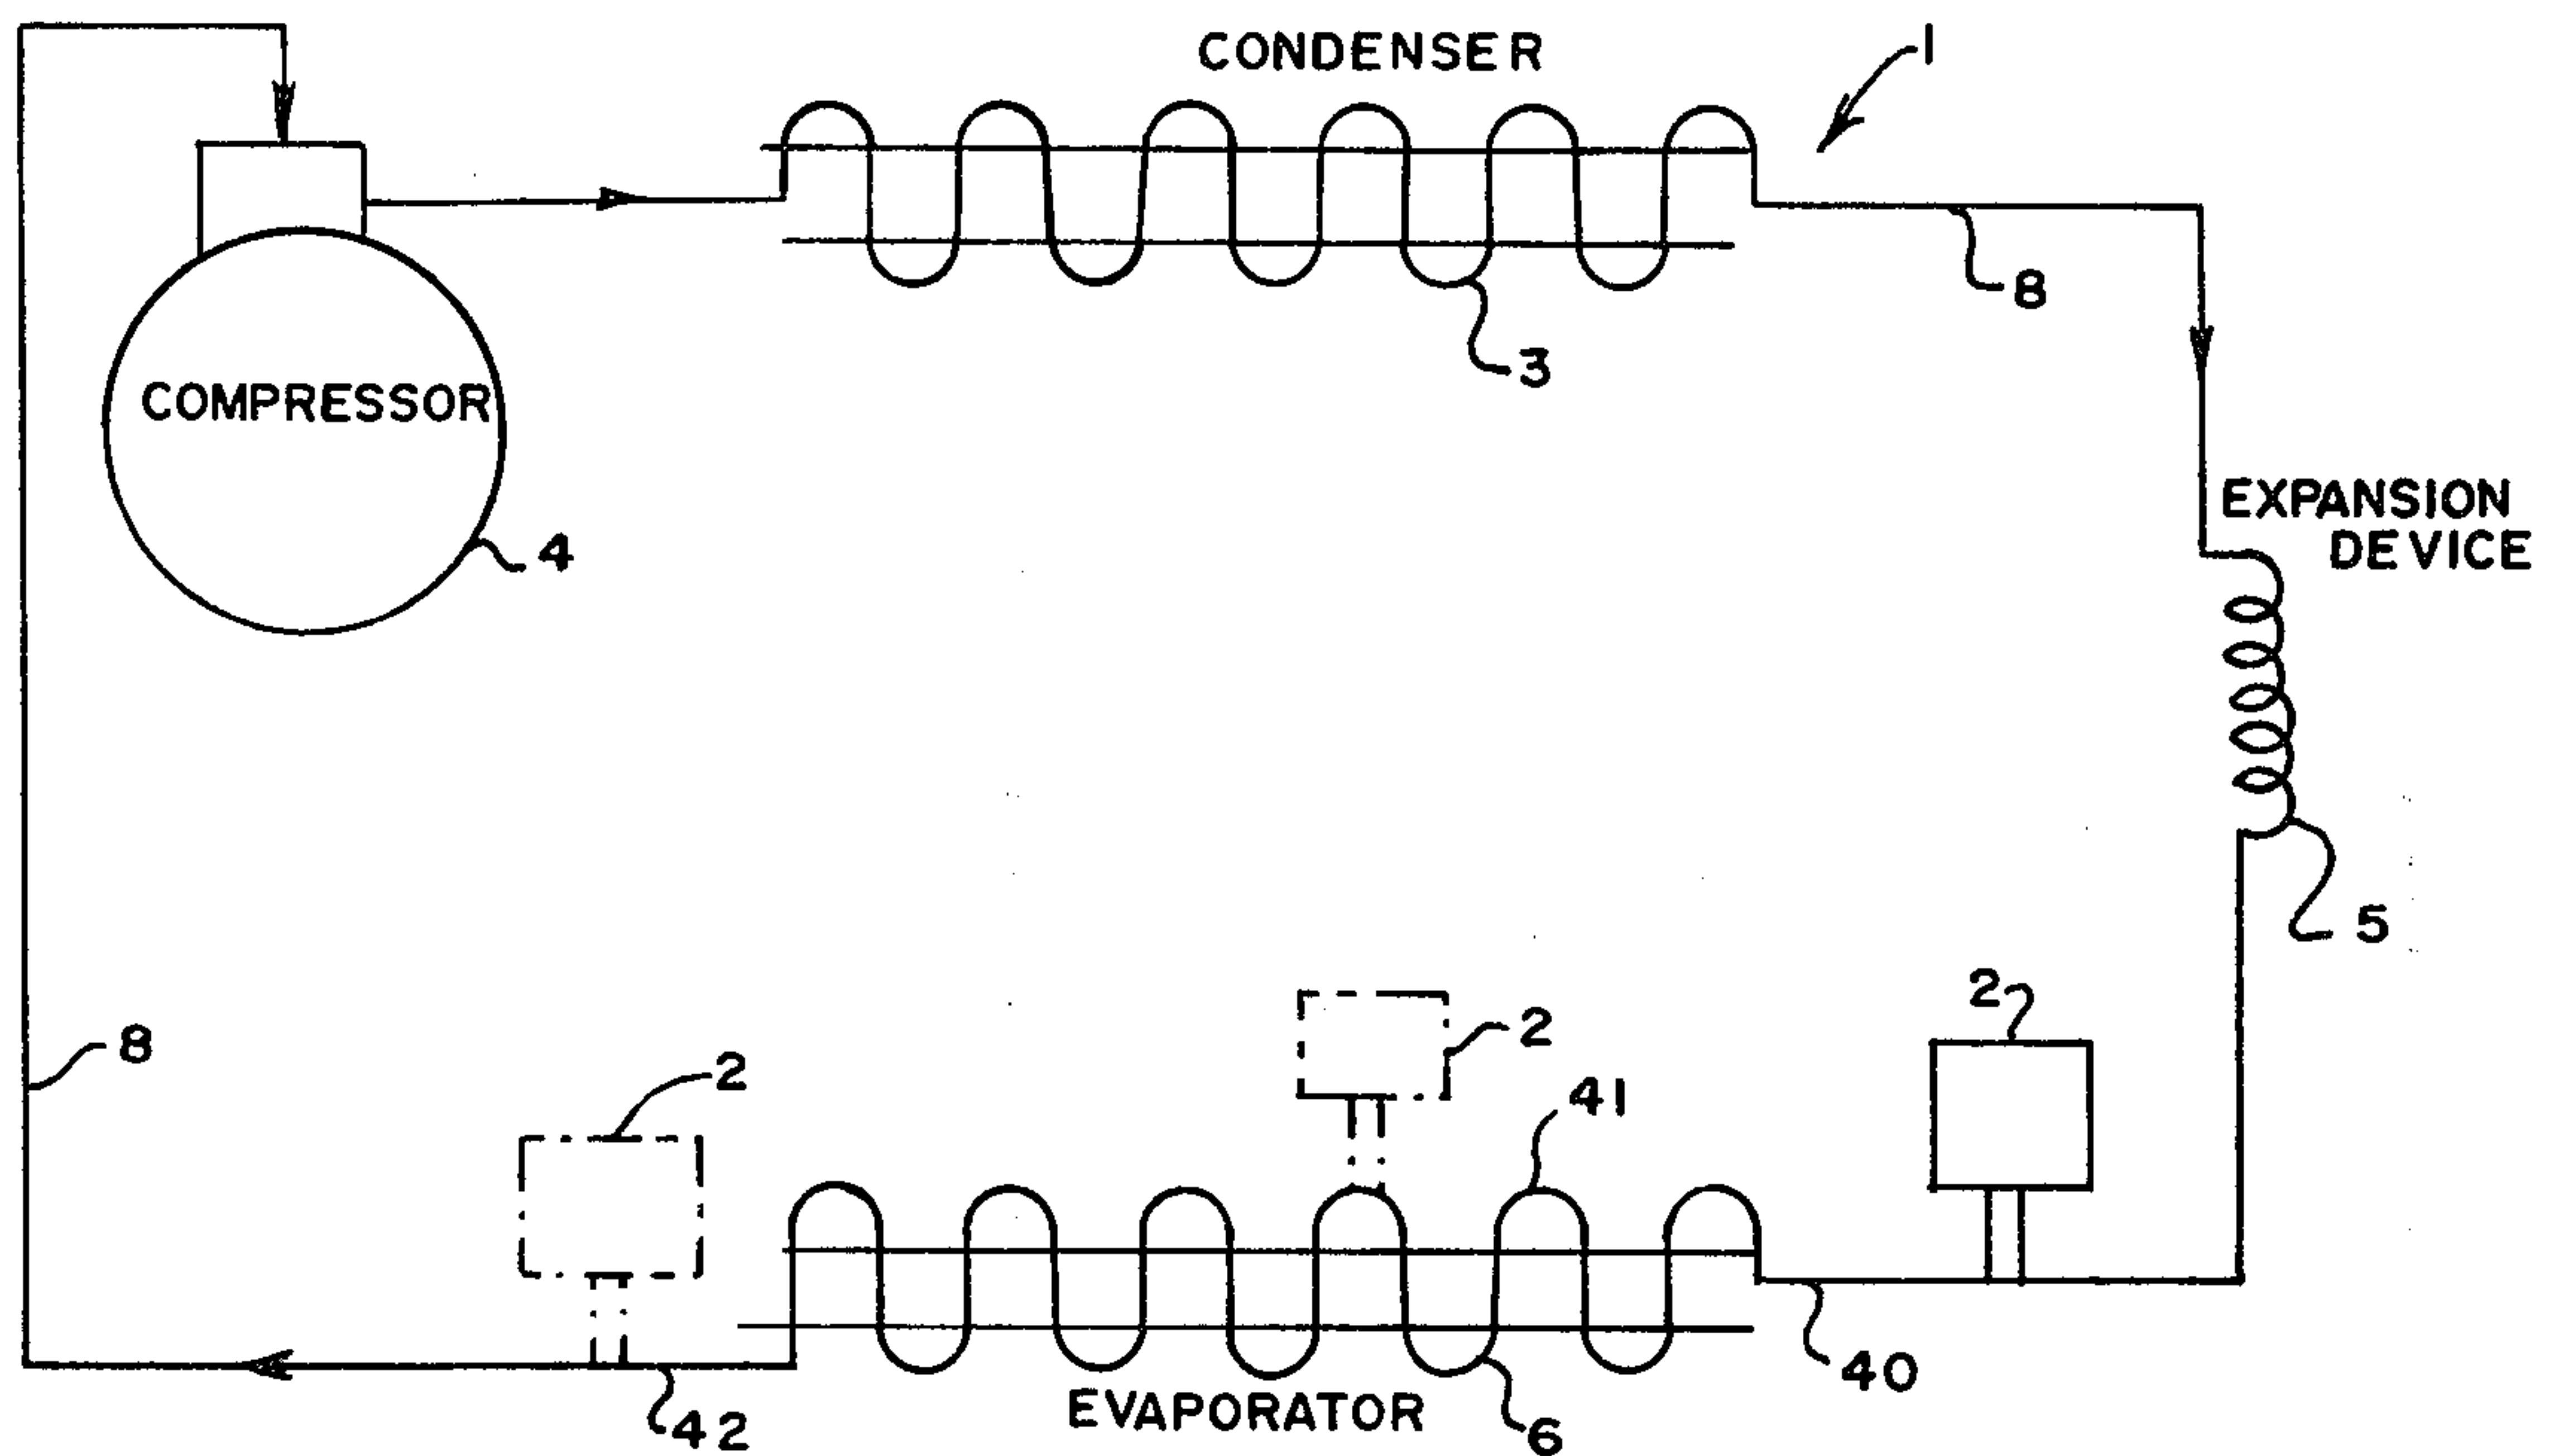 CONDENSER
1
8
3
COMPRESSOR
4
EXPANSION
DEVICE
5
2
2
8
2
41
40
42
EVAPORATOR
6